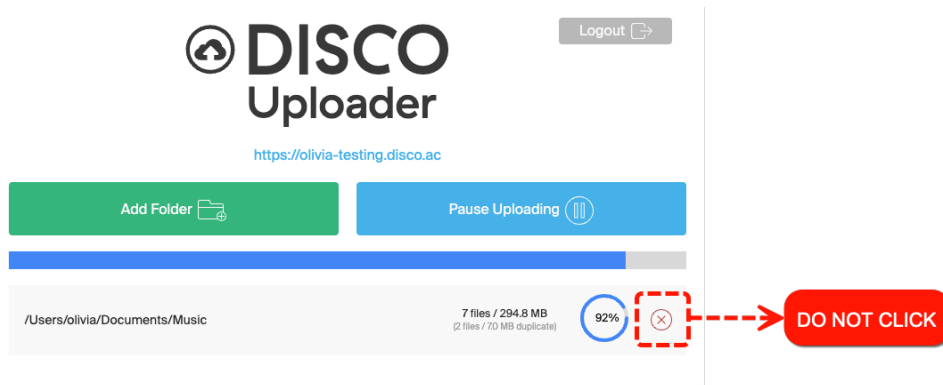 DISCO
Uploader
Logout
https://olivia-testing.disco.ac
Add Folder
Pause Uploading
/Users/olivia/Documents/Music
7 files / 294.8 MB
(2 files / 7.0 MB duplicate)
92%
DO NOT CLICK